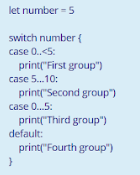 let number = 5
switch number {
case 0..<5:
print("First group")
case 5...10:
print("Second group")
case 0...5:
print("Third group")
default:
print("Fourth group")
}